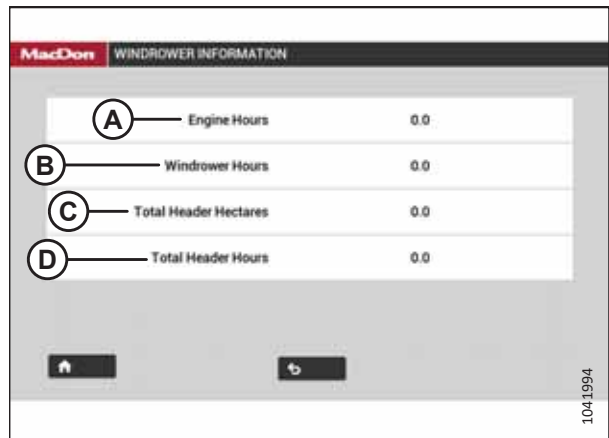 MacDon WINDROWER INFORMATION
A Engine Hours 0.0
B Windrower Hours 0.0
C Total Header Hectares 0.0
D Total Header Hours 0.0
1041994